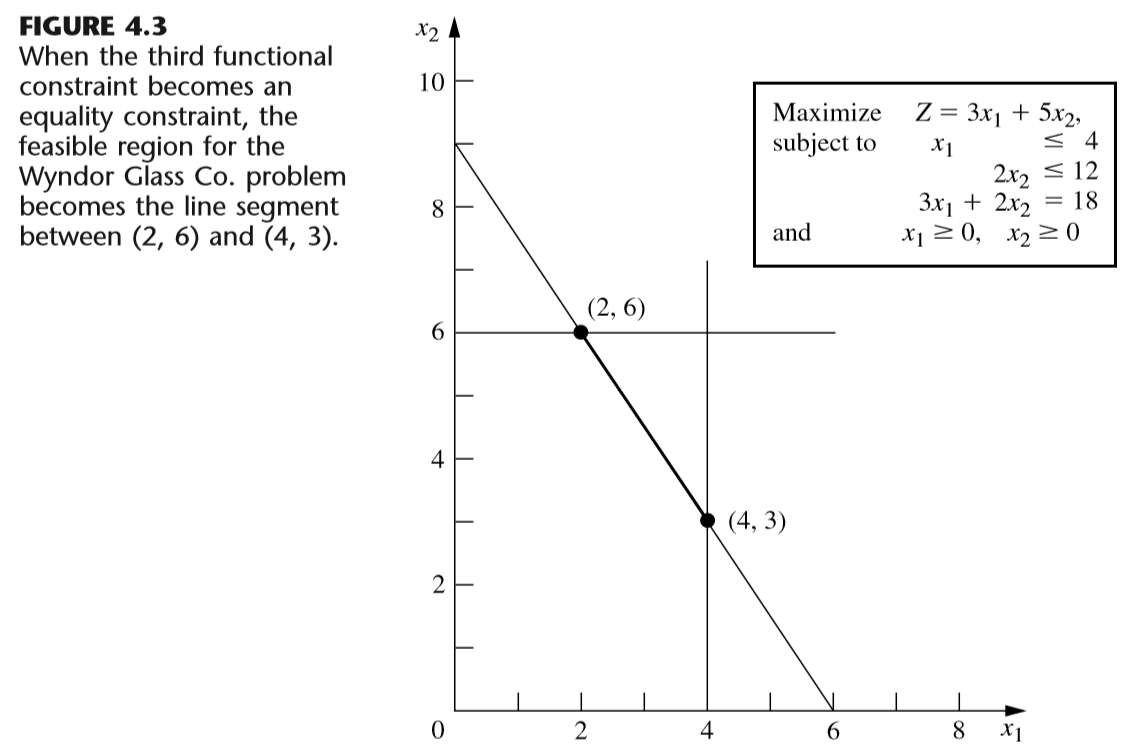 FIGURE 4.3
When the third functional
constraint becomes an
equality constraint, the
feasible region for the
Wyndor Glass Co. problem
becomes the line segment
between (2, 6) and (4, 3).
x₂
10
8
6
4
2
0
2
4
6
8
x₁
(2, 6)
(4, 3)
Maximize Z = 3x₁ + 5x₂,
subject to x₁ ≤ 4
2x₂ ≤ 12
3x₁ + 2x₂ = 18
and x₁ ≥ 0, x₂ ≥ 0